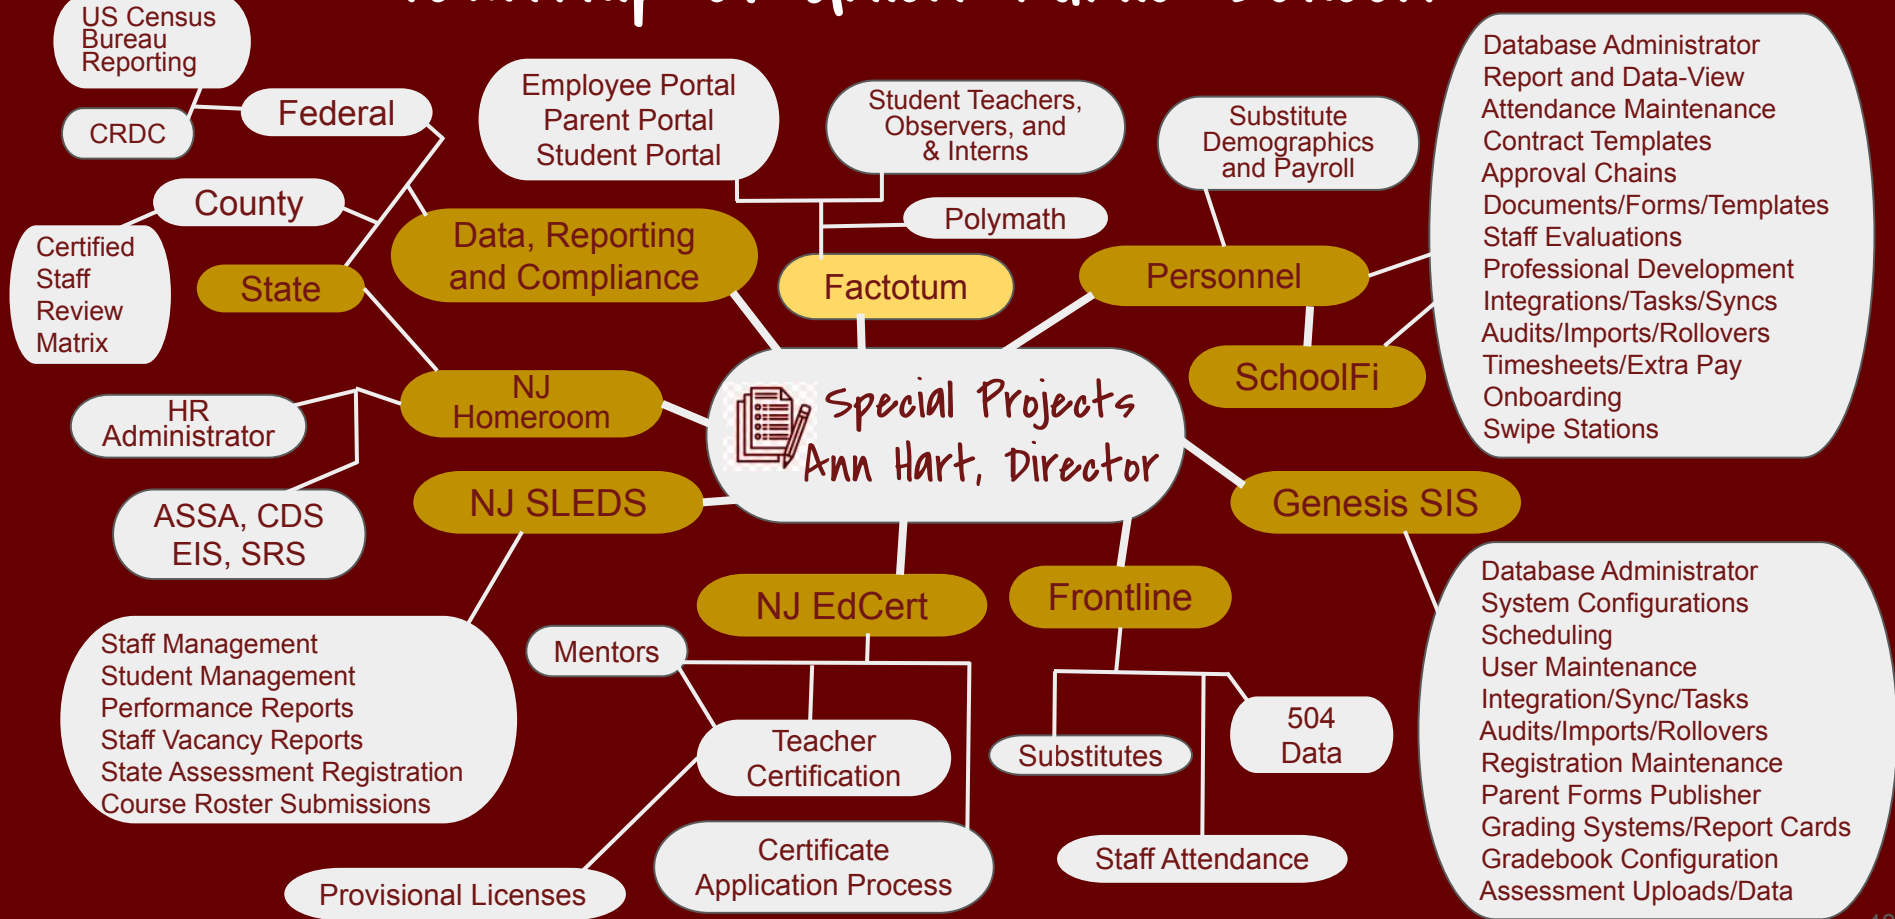 US Census
Bureau
Reporting
Federal
CRDC
County
Certified
Staff
Review
Matrix
State
Data, Reporting
and Compliance
Employee Portal
Parent Portal
Student Portal
Student Teachers,
Observers, and
& Interns
Polymath
Factotum
Substitute
Demographics
and Payroll
Personnel
SchoolFi
Database Administrator
Report and Data-View
Attendance Maintenance
Contract Templates
Approval Chains
Documents/Forms/Templates
Staff Evaluations
Professional Development
Integrations/Tasks/Syncs
Audits/Imports/Rollovers
Timesheets/Extra Pay
Onboarding
Swipe Stations
NJ
Homeroom
HR
Administrator
ASSA, CDS
EIS, SRS
Special Projects
Ann Hart, Director
NJ SLEDS
Staff Management
Student Management
Performance Reports
Staff Vacancy Reports
State Assessment Registration
Course Roster Submissions
NJ EdCert
Mentors
Teacher
Certification
Provisional Licenses
Certificate
Application Process
Frontline
Substitutes
504
Data
Staff Attendance
Genesis SIS
Database Administrator
System Configurations
Scheduling
User Maintenance
Integration/Sync/Tasks
Audits/Imports/Rollovers
Registration Maintenance
Parent Forms Publisher
Grading Systems/Report Cards
Gradebook Configuration
Assessment Uploads/Data